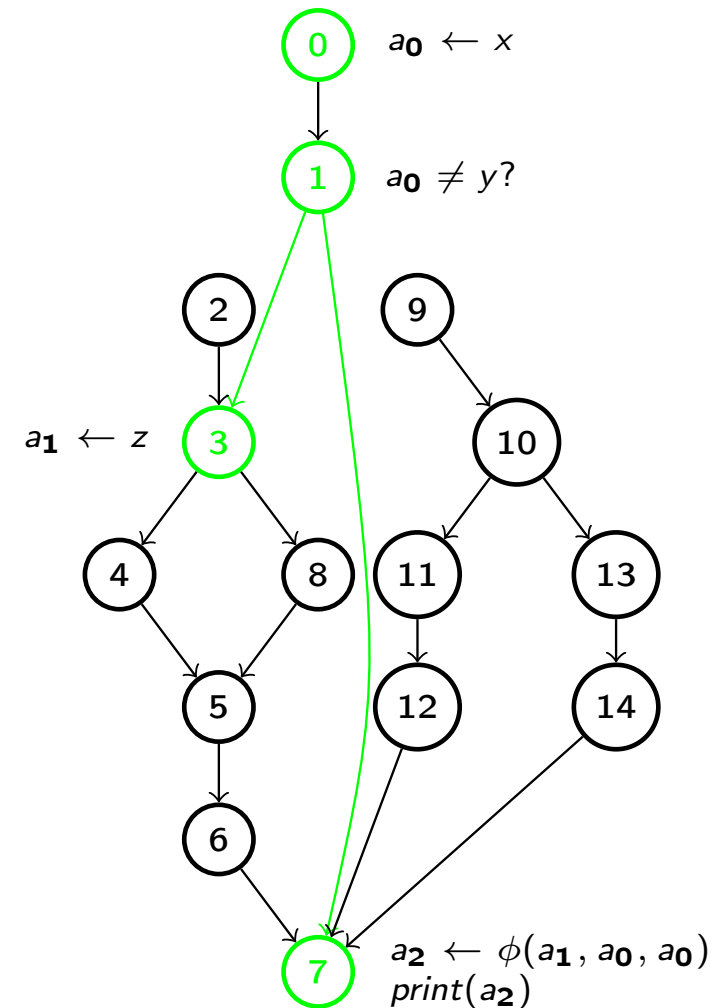 0 a₀ ← x
1 a₀ ≠ y?
2 9
a₁ ← z 3 10
4 8 11 13
5 12 14
6
7 a₂ ← ϕ(a₁, a₀, a₀)
print(a₂)